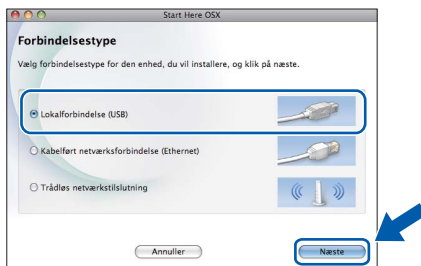 Start Here OSX
Forbindelsestype
Vælg forbindelsestype for den enhed, du vil installere, og klik på næste.
Lokalforbindelse (USB)
Kabelført netværksforbindelse (Ethernet)
Trådløs netværkstilslutning
Annuller
Næste